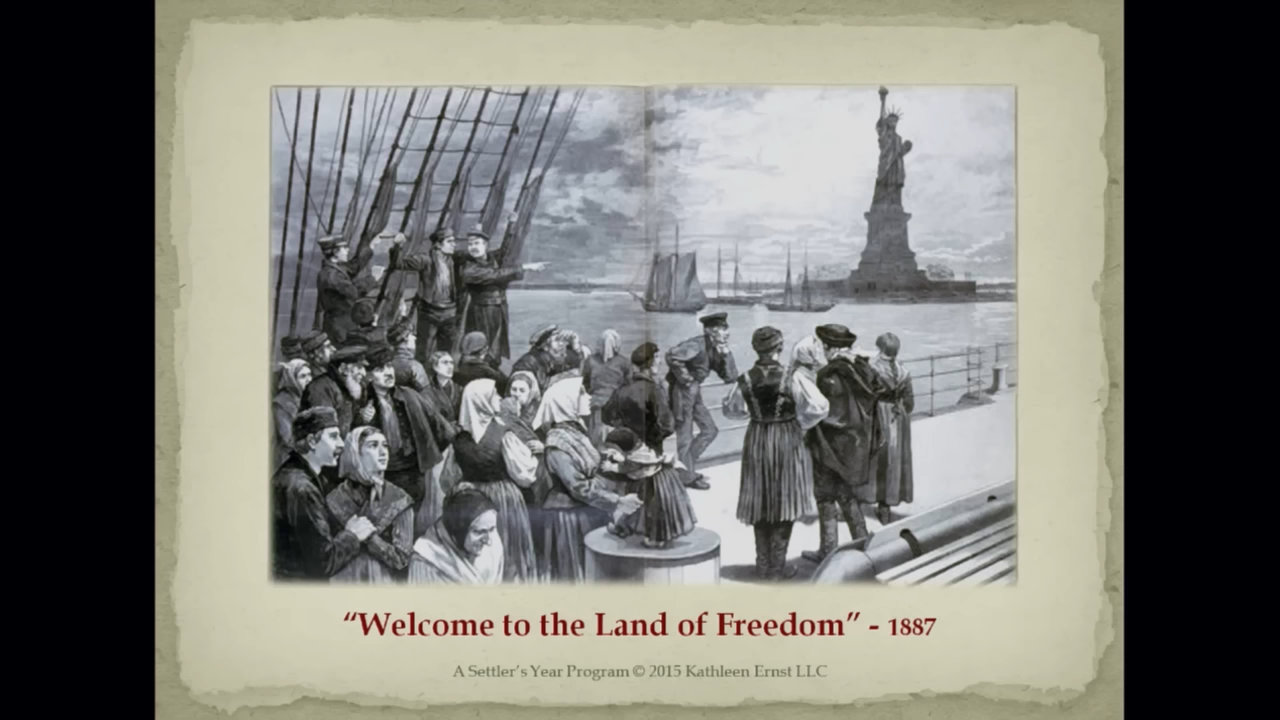 “Welcome to the Land of Freedom” - 1887
A Settler’s Year Program © 2015 Kathleen Ernst LLC